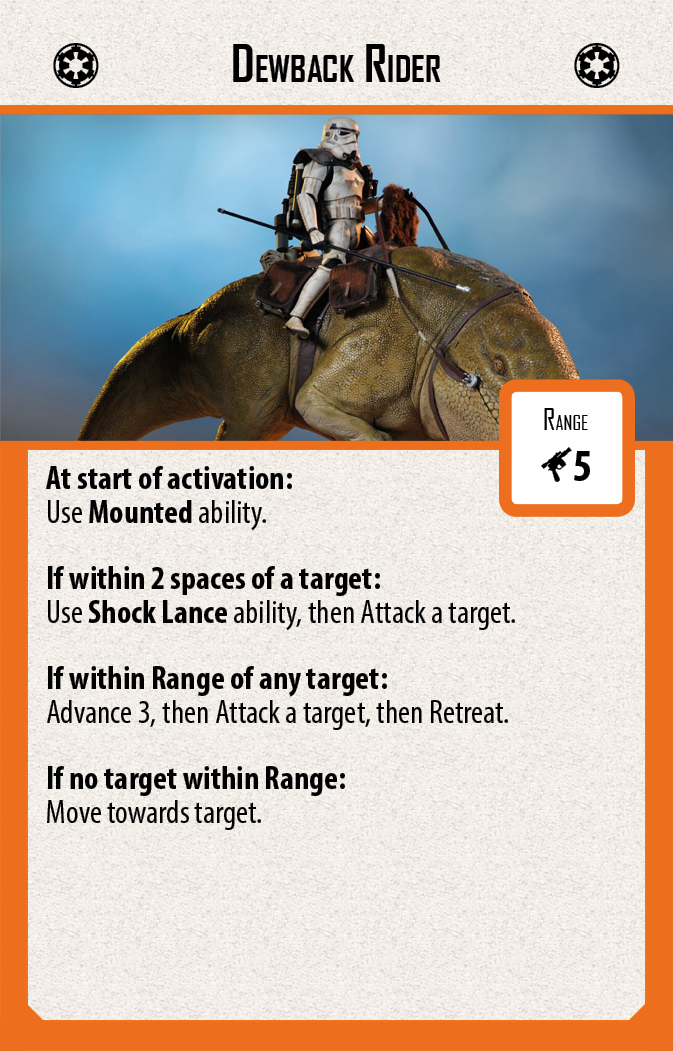 Dewback Rider
Range
5
At start of activation:
Use Mounted ability.
If within 2 spaces of a target:
Use Shock Lance ability, then Attack a target.
If within Range of any target:
Advance 3, then Attack a target, then Retreat.
If no target within Range:
Move towards target.